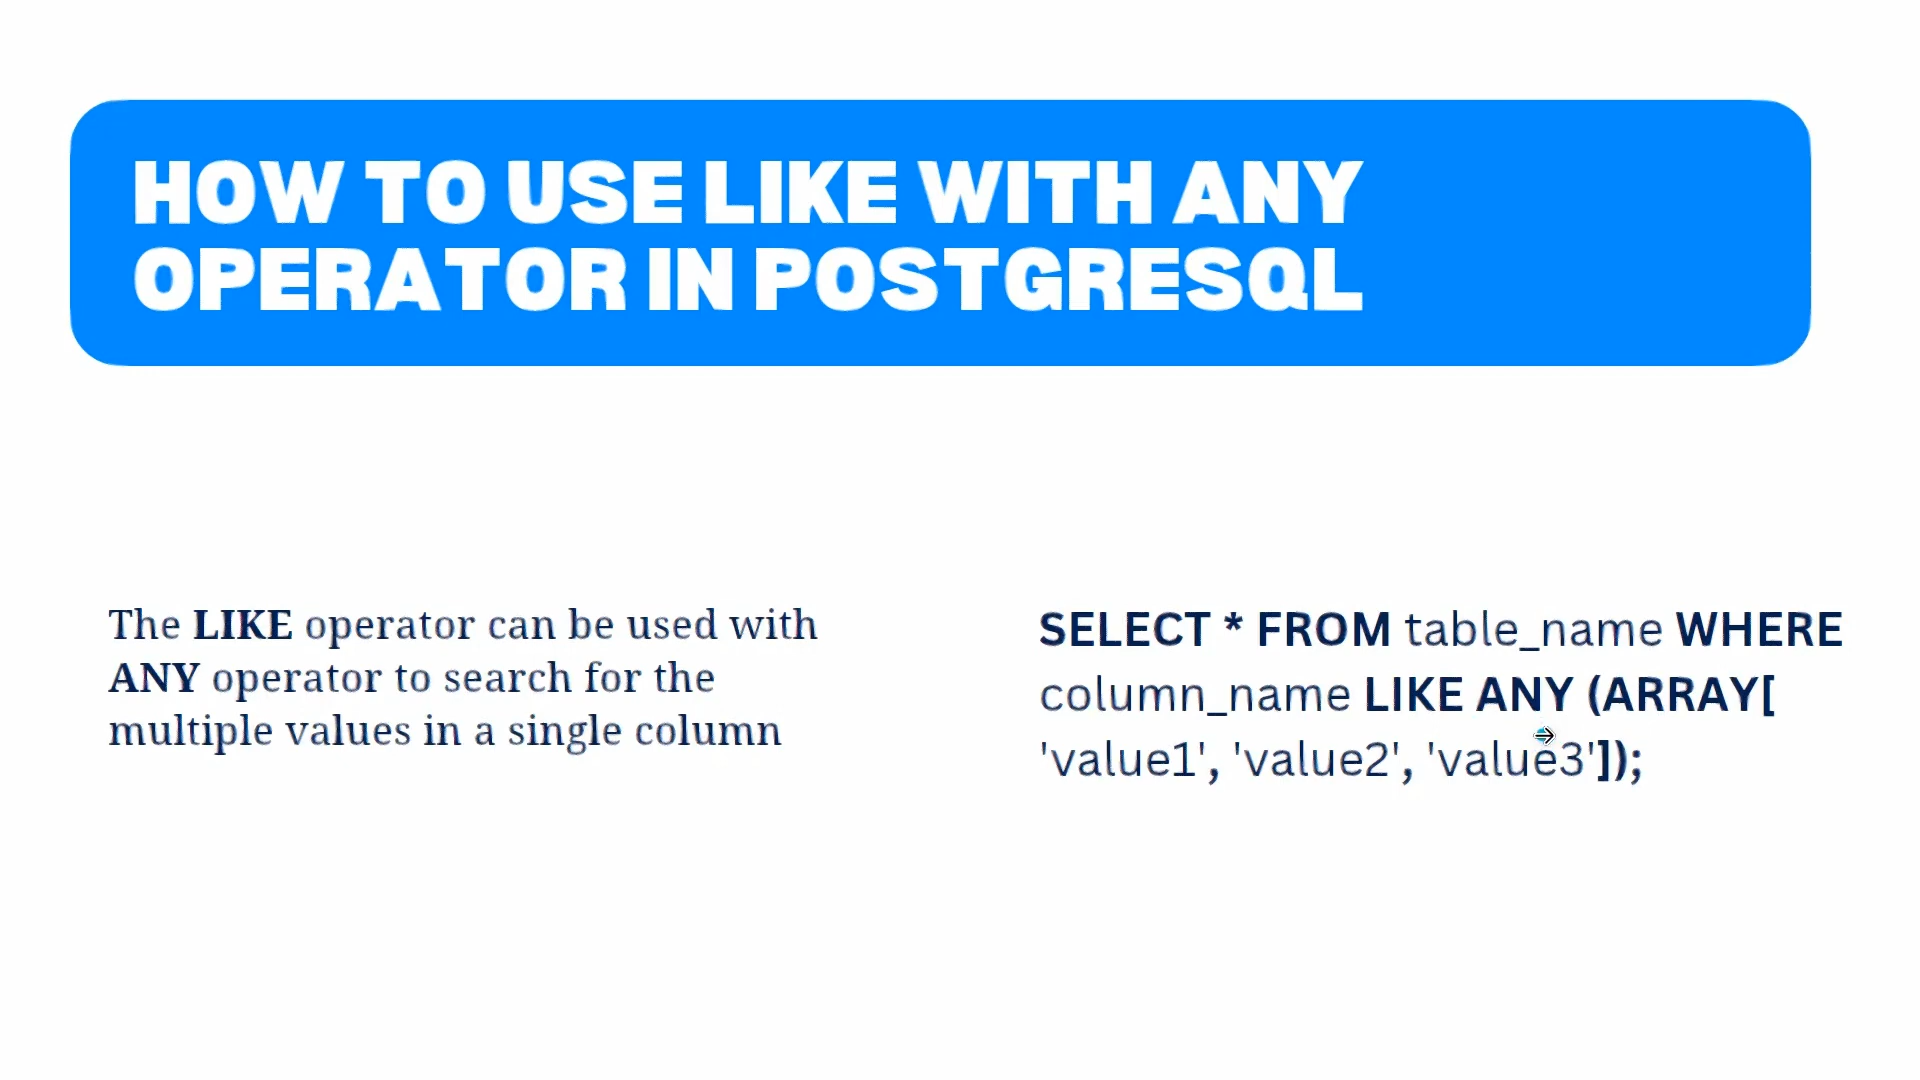 HOW TO USE LIKE WITH ANY
OPERATOR IN POSTGRESQL
The LIKE operator can be used with
ANY operator to search for the
multiple values in a single column
SELECT * FROM table_name WHERE
column_name LIKE ANY (ARRAY[
'value1', 'value2', 'value3']);